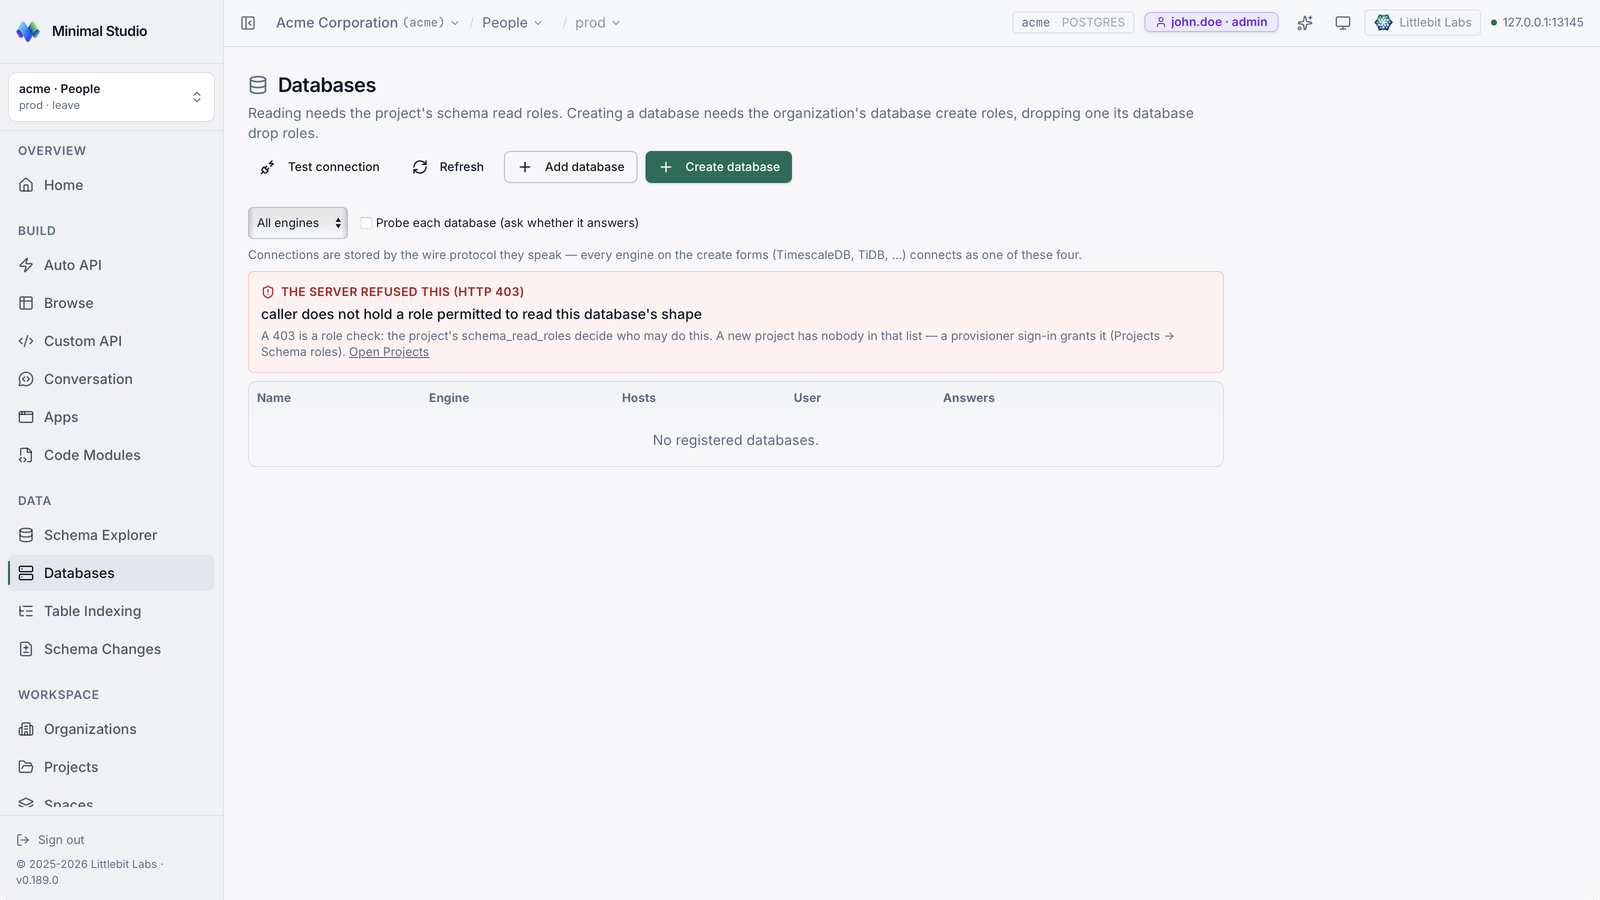 Minimal Studio
acme · People
prod · leave
OVERVIEW
Home
BUILD
Auto API
Browse
Custom API
Conversation
Apps
Code Modules
DATA
Schema Explorer
Databases
Table Indexing
Schema Changes
WORKSPACE
Organizations
Projects
Spaces
Sign out
© 2025-2026 Littlebit Labs ·
v0.189.0
Acme Corporation (acme) / People / prod
acme · POSTGRES
john.doe · admin
Littlebit Labs
127.0.0.1:13145
Databases
Reading needs the project's schema read roles. Creating a database needs the organization's database create roles, dropping one its database
drop roles.
Test connection Refresh + Add database + Create database
All engines Probe each database (ask whether it answers)
Connections are stored by the wire protocol they speak — every engine on the create forms (TimescaleDB, TiDB, ...) connects as one of these four.
THE SERVER REFUSED THIS (HTTP 403)
caller does not hold a role permitted to read this database's shape
A 403 is a role check: the project's schema_read_roles decide who may do this. A new project has nobody in that list — a provisioner sign-in grants it (Projects →
Schema roles). Open Projects
Name Engine Hosts User Answers
No registered databases.